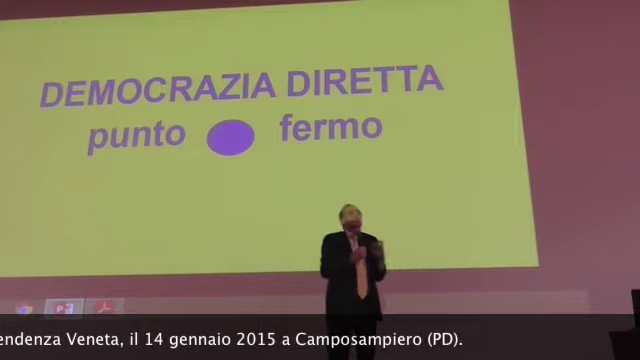 DEMOCRAZIA DIRETTA
punto fermo
endenza Veneta, il 14 gennaio 2015 a Camposampiero (PD).